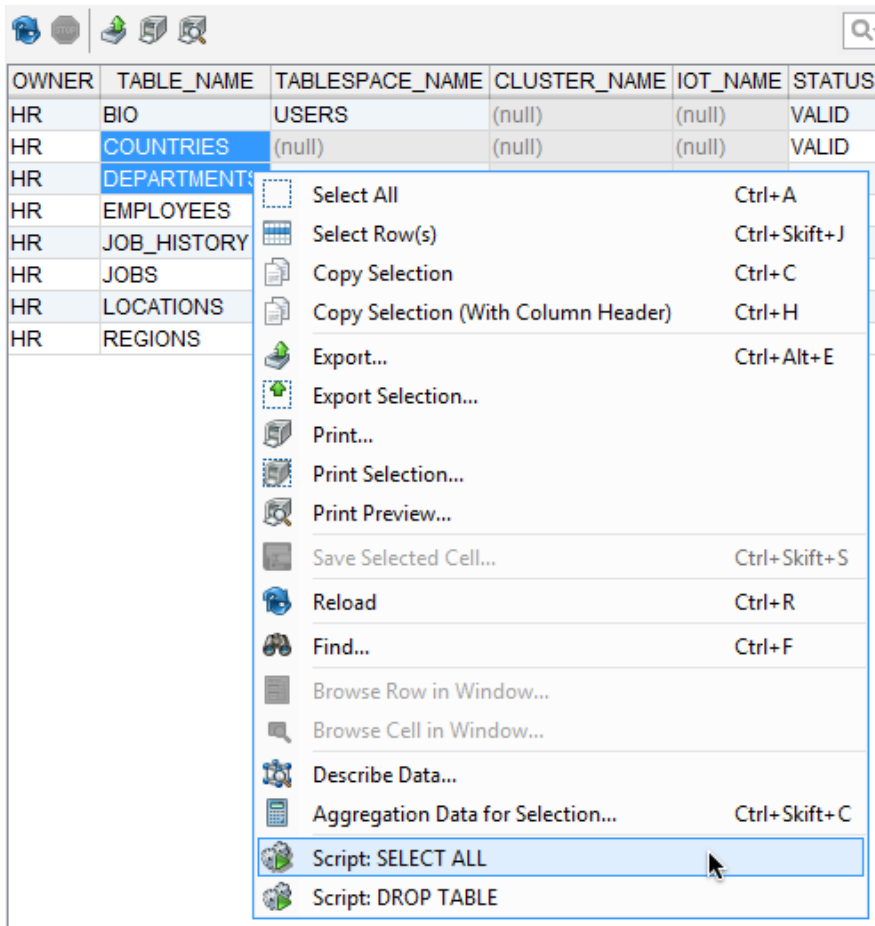 STOP
OWNER TABLE_NAME TABLESPACE_NAME CLUSTER_NAME IOT_NAME STATUS
HR BIO USERS (null) (null) VALID
HR COUNTRIES (null) (null) (null) VALID
HR DEPARTMENTS
HR EMPLOYEES
HR JOB_HISTORY
HR JOBS
HR LOCATIONS
HR REGIONS
Select All Ctrl+A
Select Row(s) Ctrl+Skift+J
Copy Selection Ctrl+C
Copy Selection (With Column Header) Ctrl+H
Export... Ctrl+Alt+E
Export Selection...
Print...
Print Selection...
Print Preview...
Save Selected Cell... Ctrl+Skift+S
Reload Ctrl+R
Find... Ctrl+F
Browse Row in Window...
Browse Cell in Window...
Describe Data...
Aggregation Data for Selection... Ctrl+Skift+C
Script: SELECT ALL
Script: DROP TABLE